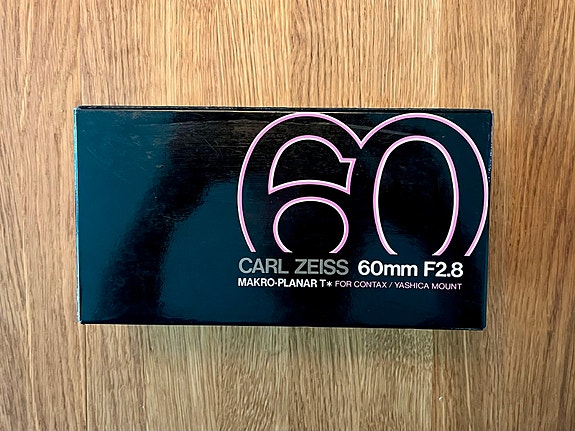 60
CARL ZEISS 60mm F2.8
MAKRO-PLANAR T* FOR CONTAX / YASHICA MOUNT